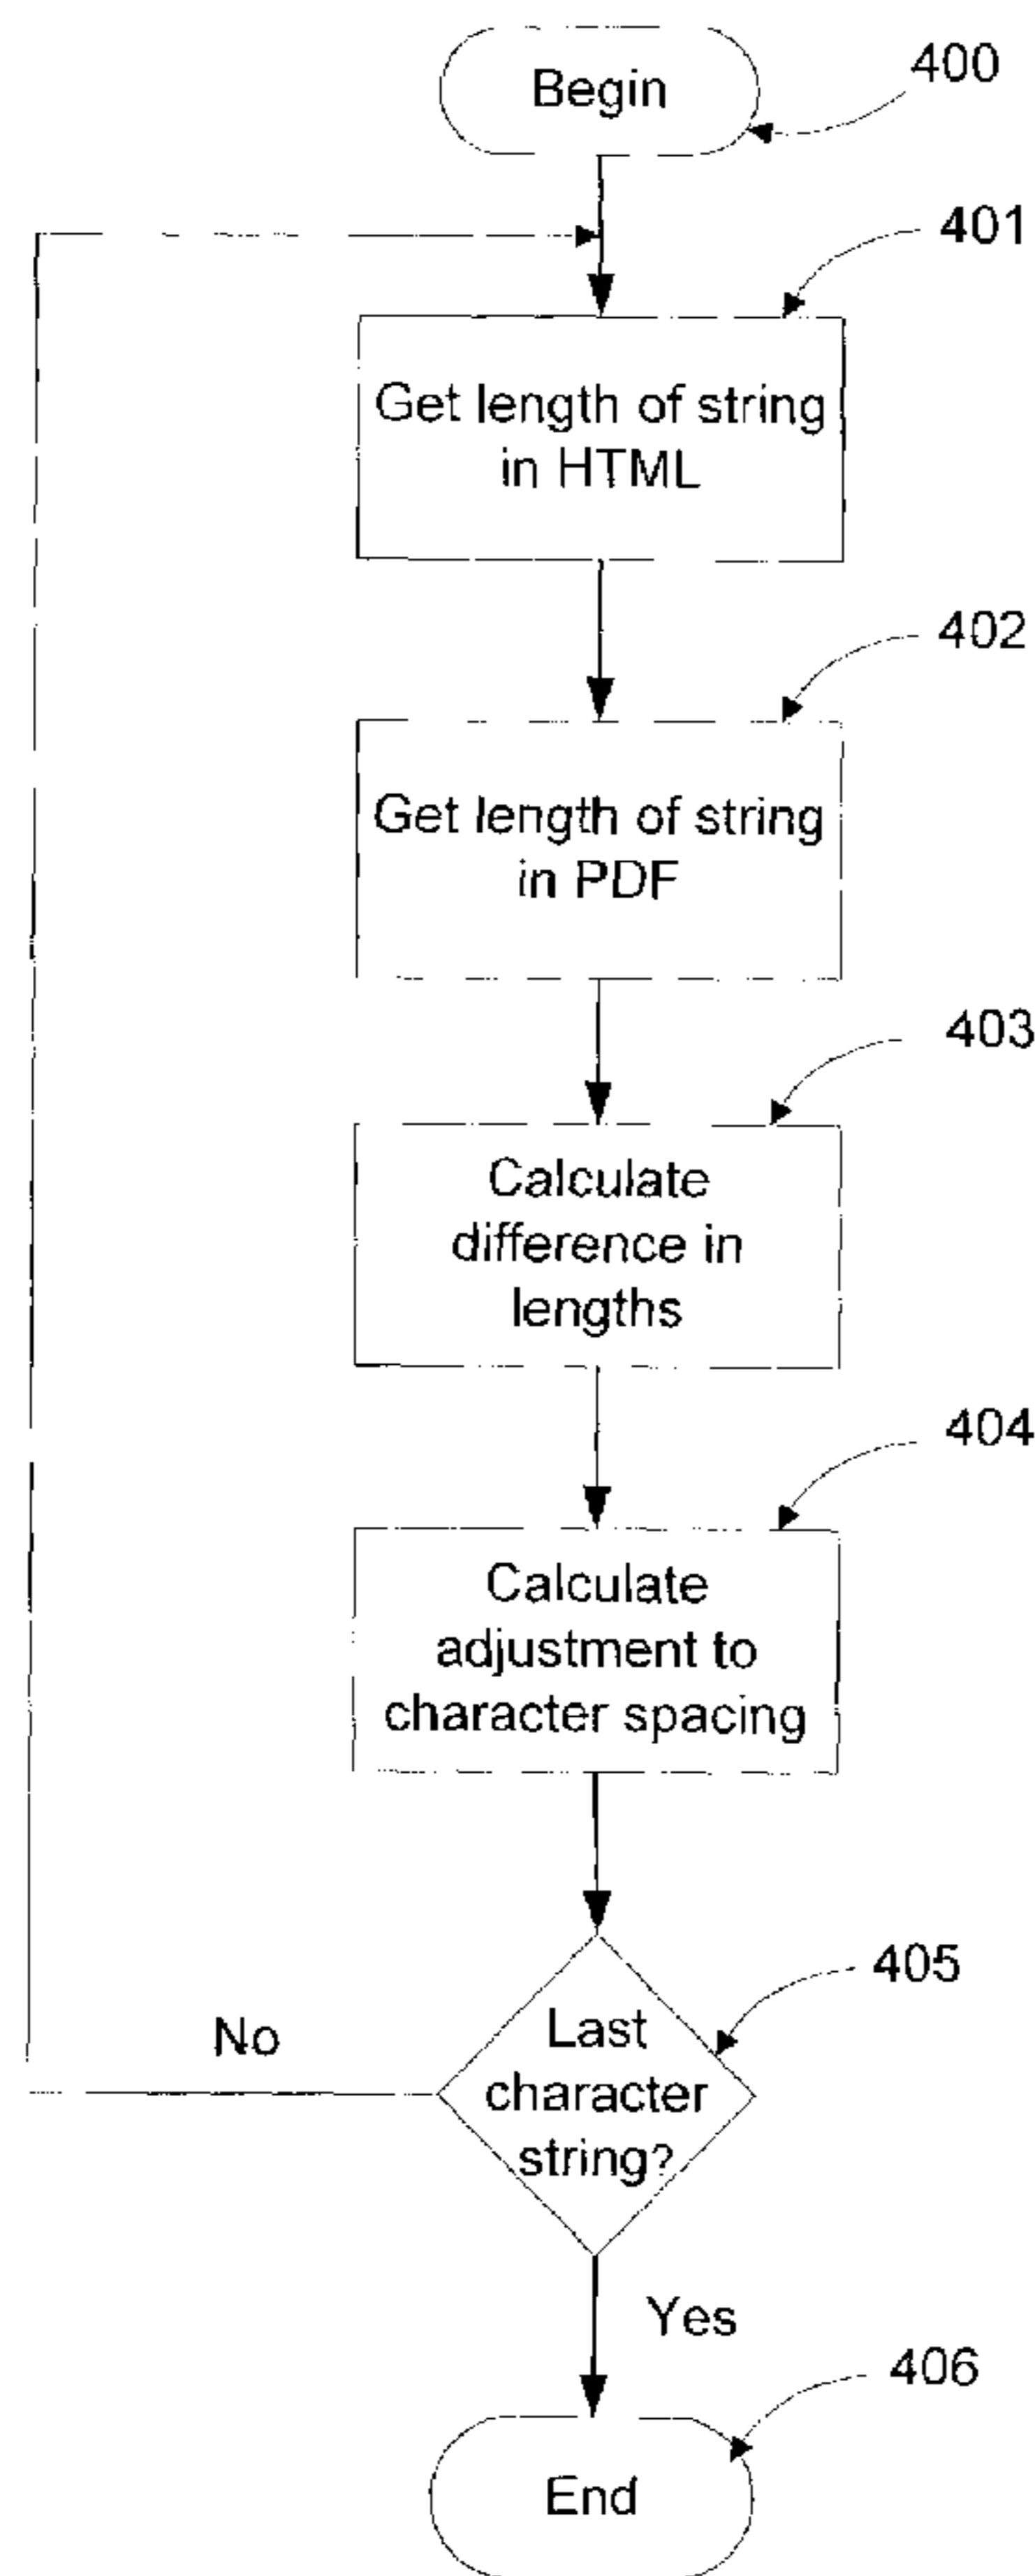 Begin
400
401
Get length of string
in HTML
402
Get length of string
in PDF
403
Calculate
difference in
lengths
404
Calculate
adjustment to
character spacing
405
Last
character
string?
No
Yes
406
End